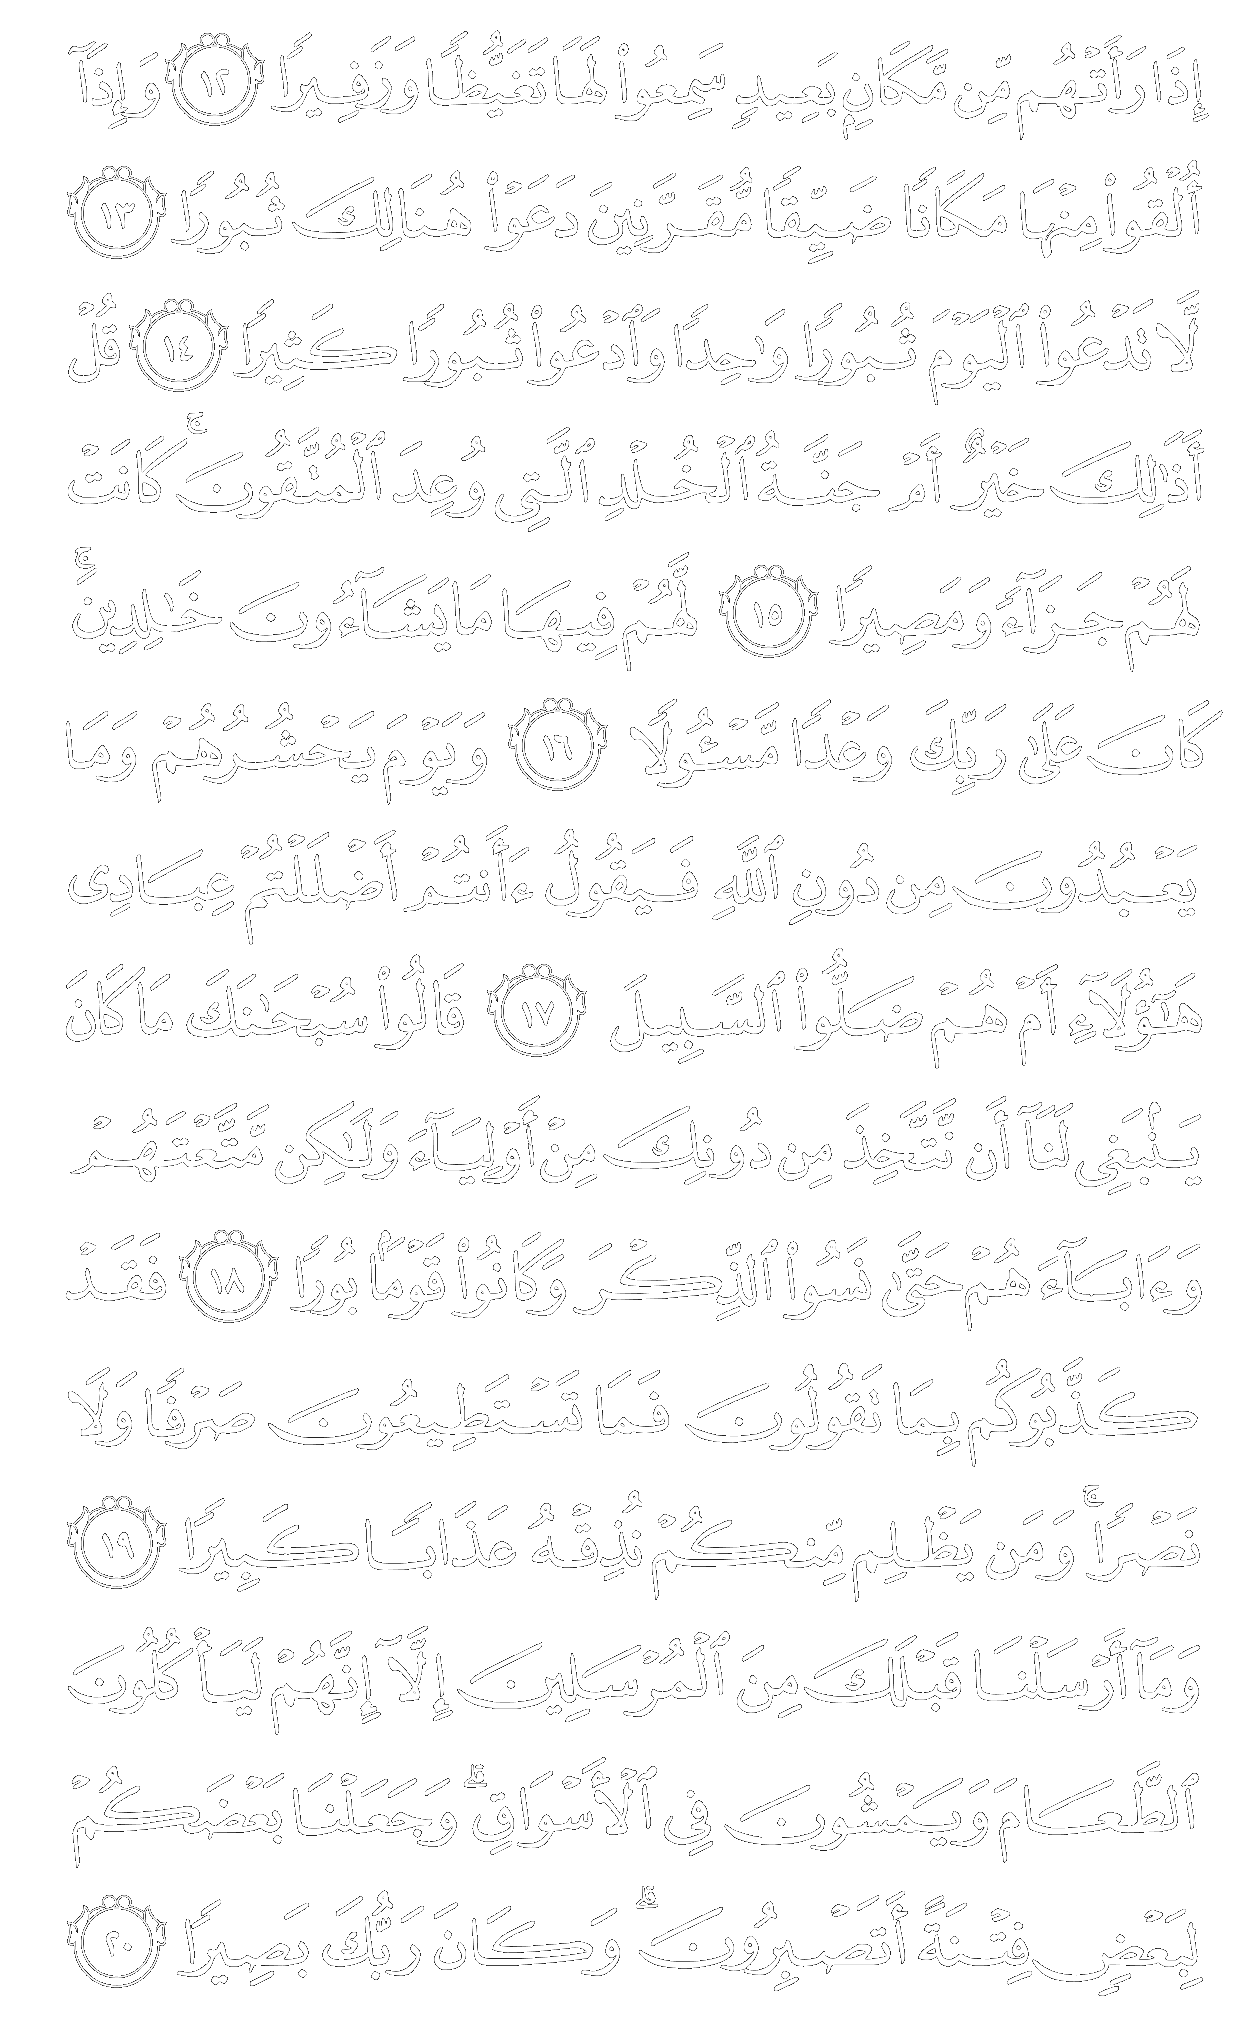 إِذَا رَأَتْهُم مِّن مَّكَانٍ بَعِيدٍ سَمِعُوا۟ لَهَا تَغَيُّظًا وَزَفِيرًا ١٢ وَإِذَآ
أُلْقُوا۟ مِنْهَا مَكَانًا ضَيِّقًا مُّقَرَّنِينَ دَعَوْا۟ هُنَالِكَ ثُبُورًا ١٣
لَّا تَدْعُوا۟ ٱلْيَوْمَ ثُبُورًا وَٰحِدًا وَٱدْعُوا۟ ثُبُورًا كَثِيرًا ١٤ قُلْ
أَذَٰلِكَ خَيْرٌ أَمْ جَنَّةُ ٱلْخُلْدِ ٱلَّتِى وُعِدَ ٱلْمُتَّقُونَ ۚ كَانَتْ
لَهُمْ جَزَآءً وَمَصِيرًا ١٥ لَّهُمْ فِيهَا مَا يَشَآءُونَ خَٰلِدِينَ ۚ
كَانَ عَلَىٰ رَبِّكَ وَعْدًا مَّسْـُٔولًا ١٦ وَيَوْمَ يَحْشُرُهُمْ وَمَا
يَعْبُدُونَ مِن دُونِ ٱللَّهِ فَيَقُولُ ءَأَنتُمْ أَضْلَلْتُمْ عِبَادِى
هَٰٓؤُلَآءِ أَمْ هُمْ ضَلُّوا۟ ٱلسَّبِيلَ ١٧ قَالُوا۟ سُبْحَٰنَكَ مَا كَانَ
يَنۢبَغِى لَنَآ أَن نَّتَّخِذَ مِن دُونِكَ مِنْ أَوْلِيَآءَ وَلَٰكِن مَّتَّعْتَهُمْ
وَءَابَآءَهُمْ حَتَّىٰ نَسُوا۟ ٱلذِّكْرَ وَكَانُوا۟ قَوْمًۢا بُورًا ١٨ فَقَدْ
كَذَّبُوكُم بِمَا تَقُولُونَ فَمَا تَسْتَطِيعُونَ صَرْفًا وَلَا
نَصْرًا ۚ وَمَن يَظْلِم مِّنكُمْ نُذِقْهُ عَذَابًا كَبِيرًا ١٩
وَمَآ أَرْسَلْنَا قَبْلَكَ مِنَ ٱلْمُرْسَلِينَ إِلَّآ إِنَّهُمْ لَيَأْكُلُونَ
ٱلطَّعَامَ وَيَمْشُونَ فِى ٱلْأَسْوَاقِ ۗ وَجَعَلْنَا بَعْضَكُمْ
لِبَعْضٍ فِتْنَةً أَتَصْبِرُونَ ۗ وَكَانَ رَبُّكَ بَصِيرًا ٢٠